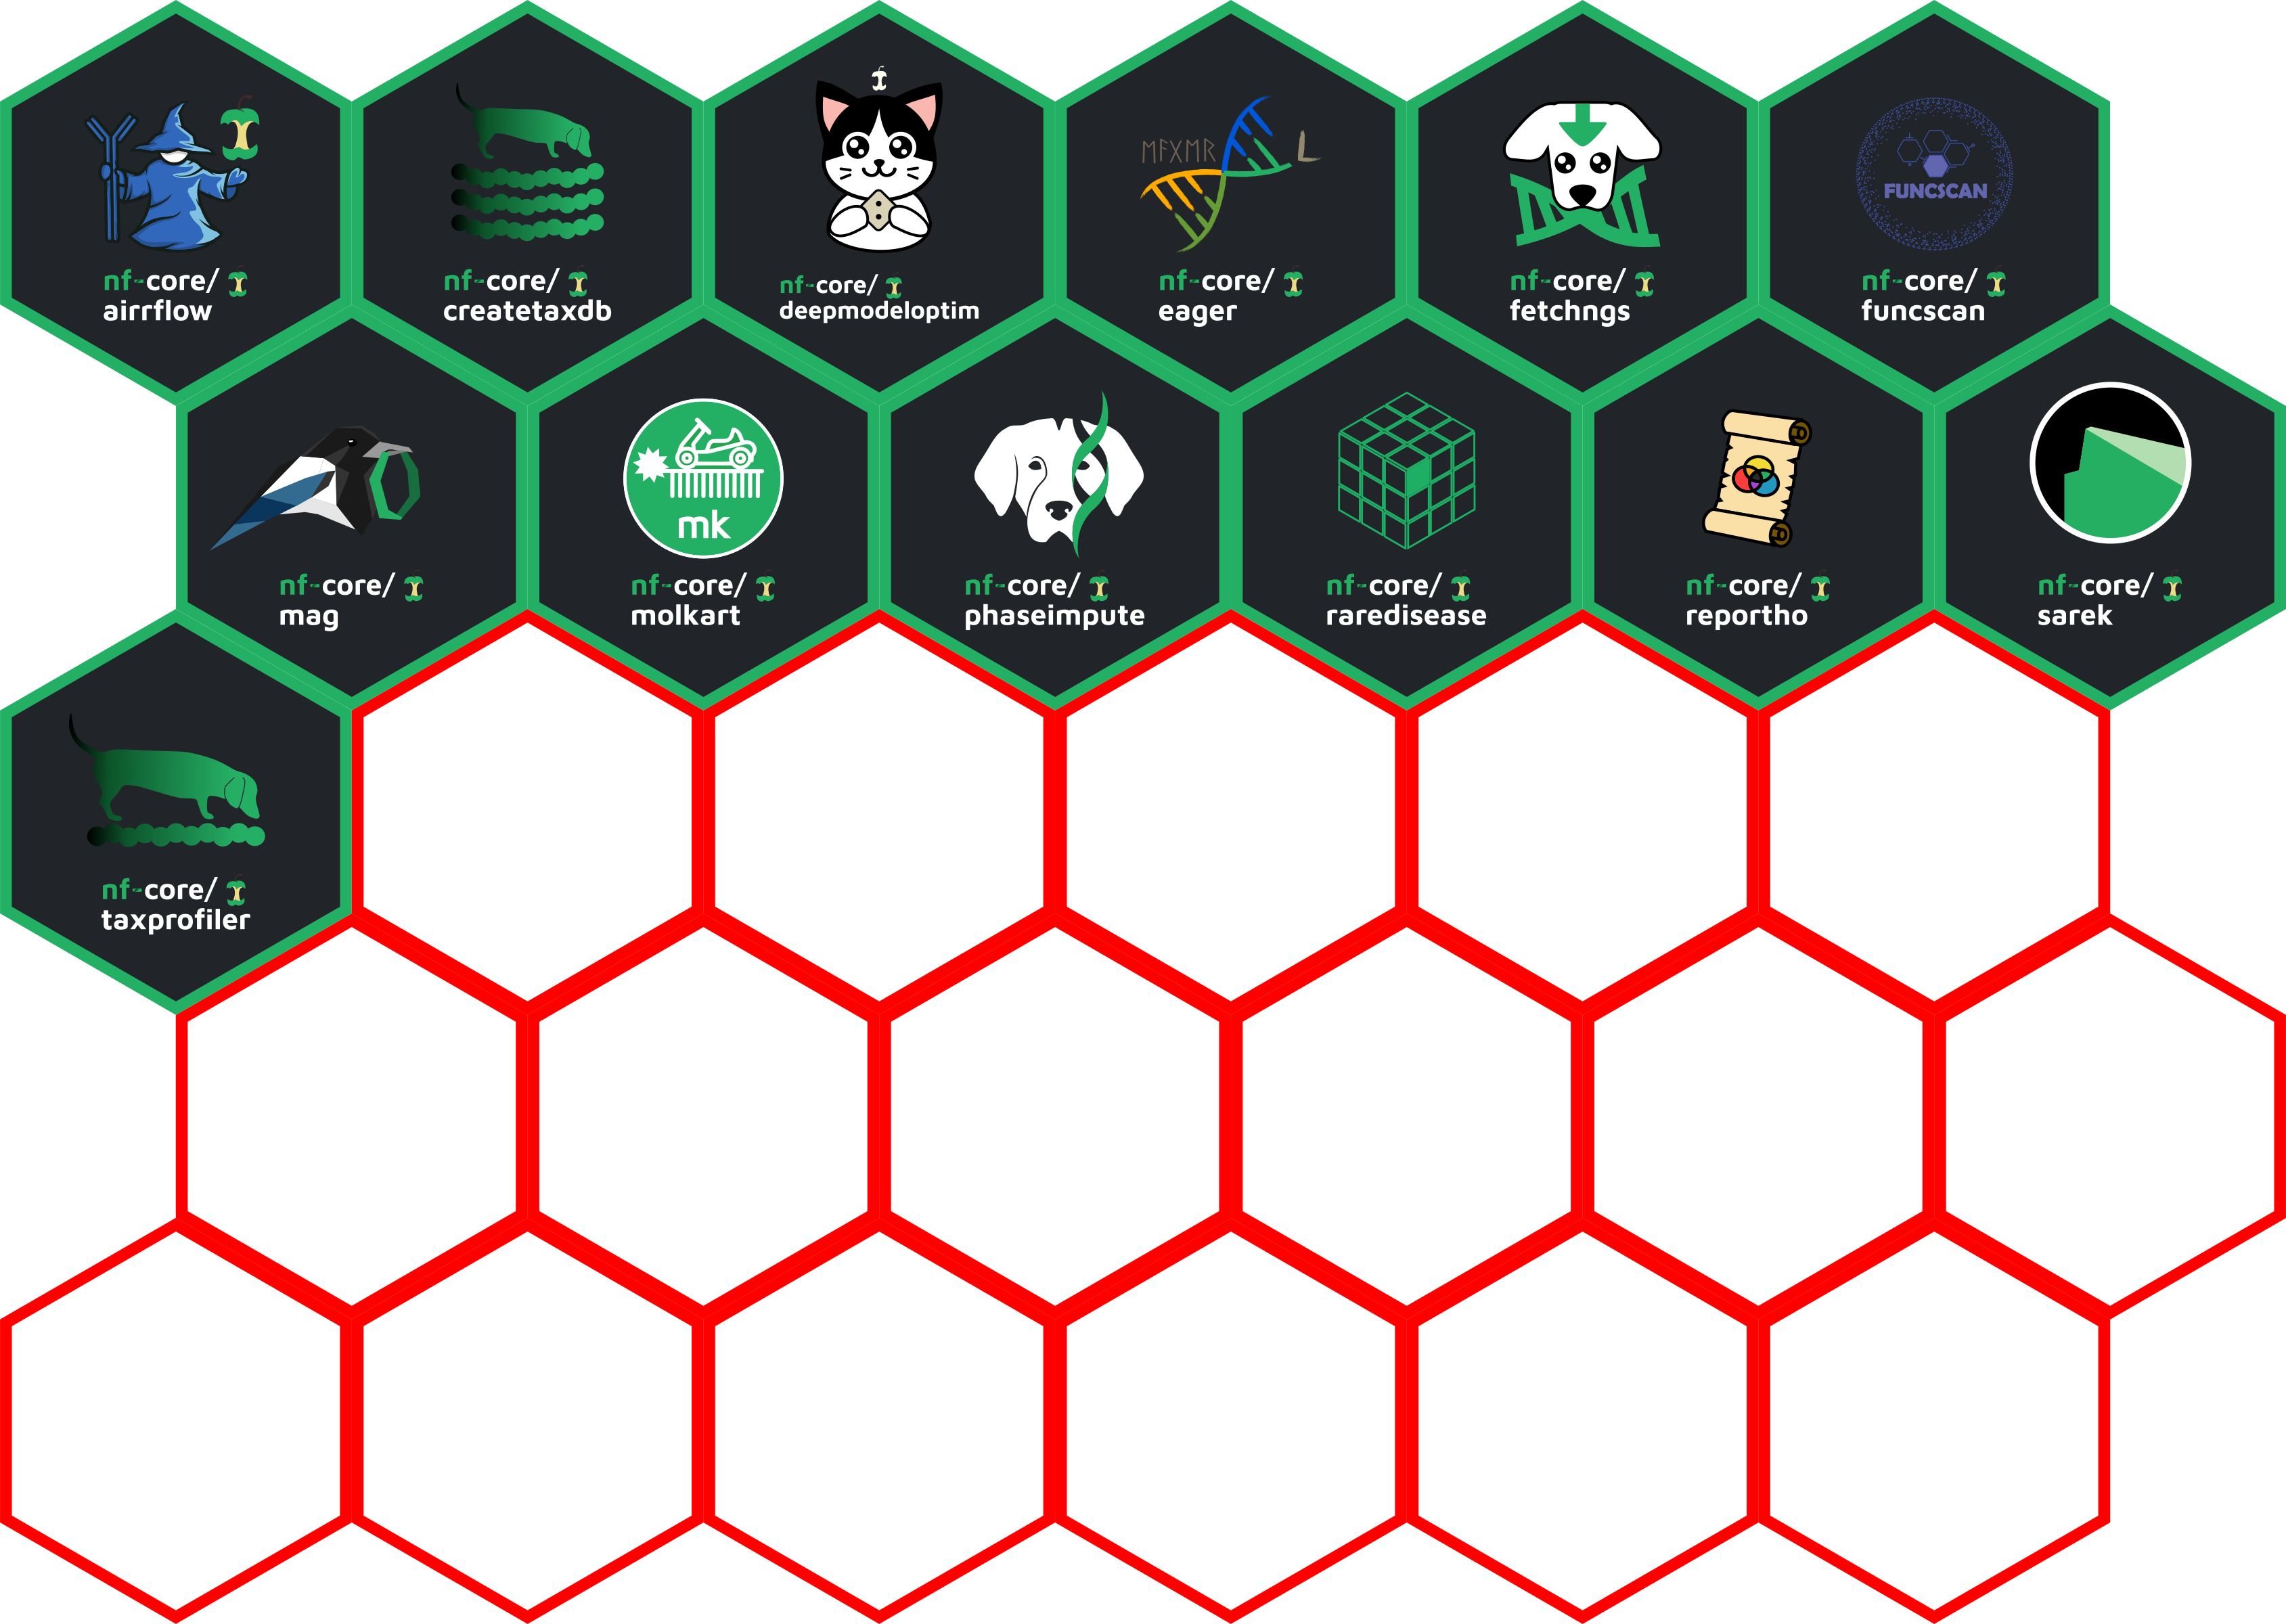 nf-core/
airrflow
nf-core/
createtaxdb
nf-core/
deepmodeloptim
ᛖᚨᚷᛖᚱ
L
nf-core/
eager
nf-core/
fetchngs
FUNCSCAN
nf-core/
funcscan
nf-core/
mag
mk
nf-core/
molkart
nf-core/
phaseimpute
nf-core/
raredisease
nf-core/
reportho
nf-core/
sarek
nf-core/
taxprofiler